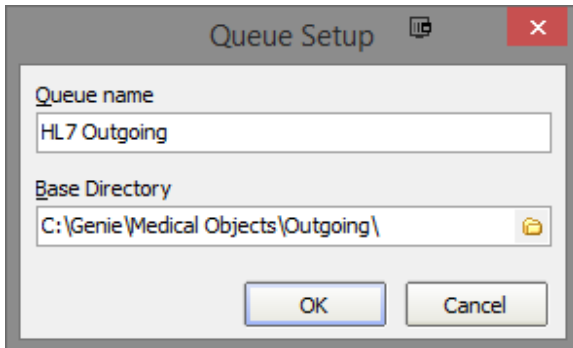 Queue Setup
Queue name
HL7 Outgoing
Base Directory
C:\Genie\Medical Objects\Outgoing\
OK
Cancel